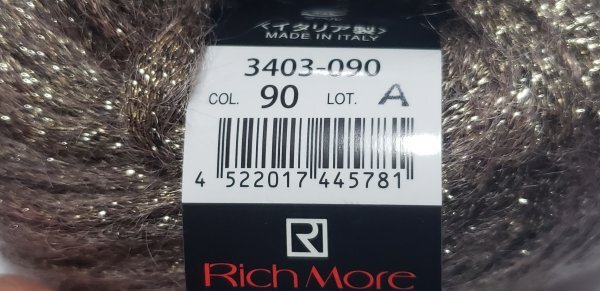 <イタリア製>
MADE IN ITALY
3403-090
COL. 90 LOT. A
4 522017 445781
R
Rich More